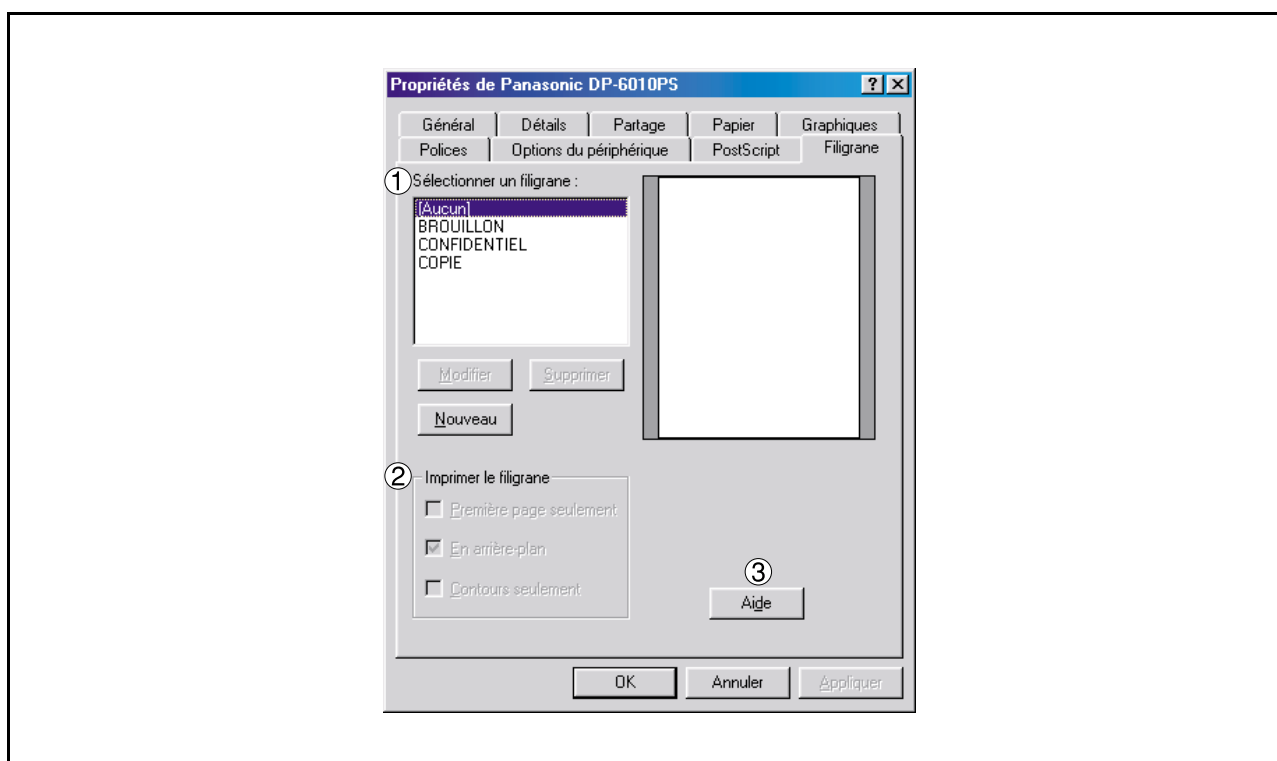 Propriétés de Panasonic DP-6010PS
Général Détails Partage Papier Graphiques
Polices Options du périphérique PostScript Filigrane
① Sélectionner un filigrane :
[Aucun]
BROUILLON
CONFIDENTIEL
COPIE
Modifier Supprimer
Nouveau
② Imprimer le filigrane
Première page seulement
En arrière-plan
Contours seulement
③
Aide
OK Annuler Appliquer